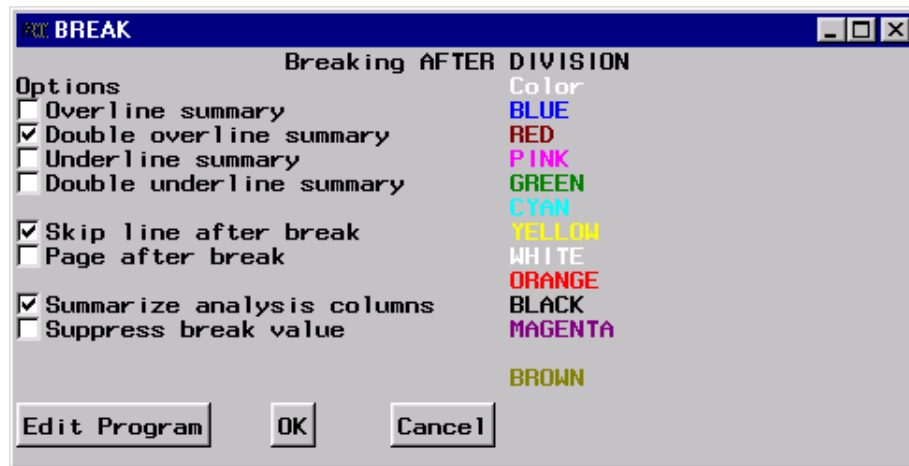 BREAK
Breaking AFTER DIVISION
Options Color
Overline summary BLUE
Double overline summary RED
Underline summary PINK
Double underline summary GREEN
CYAN
Skip line after break YELLOW
Page after break WHITE
ORANGE
Summarize analysis columns BLACK
Suppress break value MAGENTA
BROWN
Edit Program OK Cancel